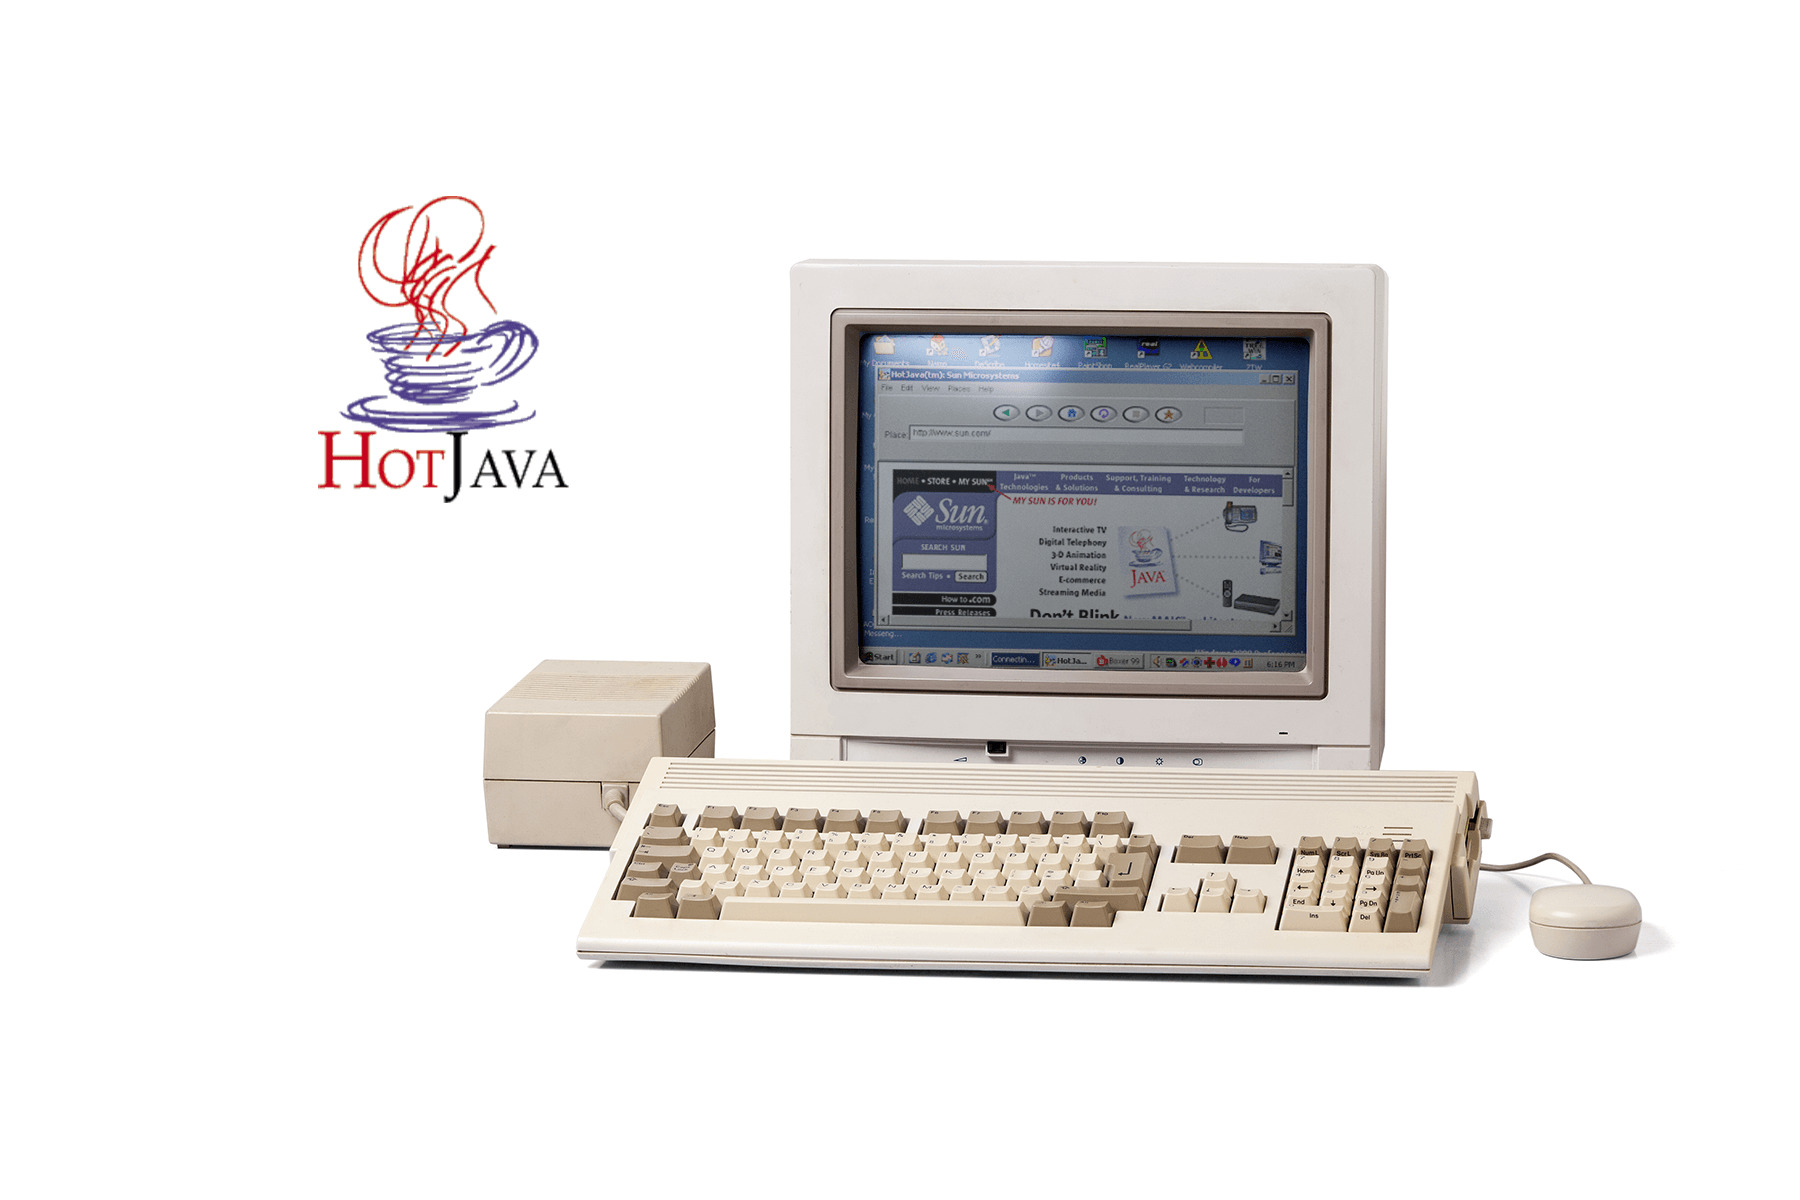 HOTJAVA
HotJava(tm): Sun Microsystems
File Edit View Places Help
Place: http://www.sun.com/
HOME • STORE • MY SUN
Java™ Technologies
Products & Solutions
Support, Training & Consulting
Technology & Research
For Developers
MY SUN IS FOR YOU!
Sun
microsystems
SEARCH SUN
Search Tips • Search
How to .com
Press Releases
Interactive TV
Digital Telephony
3-D Animation
Virtual Reality
E-commerce
Streaming Media
JAVA
Don't Blink
Start
Connectin...
HotJa...
Boxer 99
6:16 PM
Q W E R T Y U I O P
Home
Pg Up
End
Pg Dn
Ins
Del